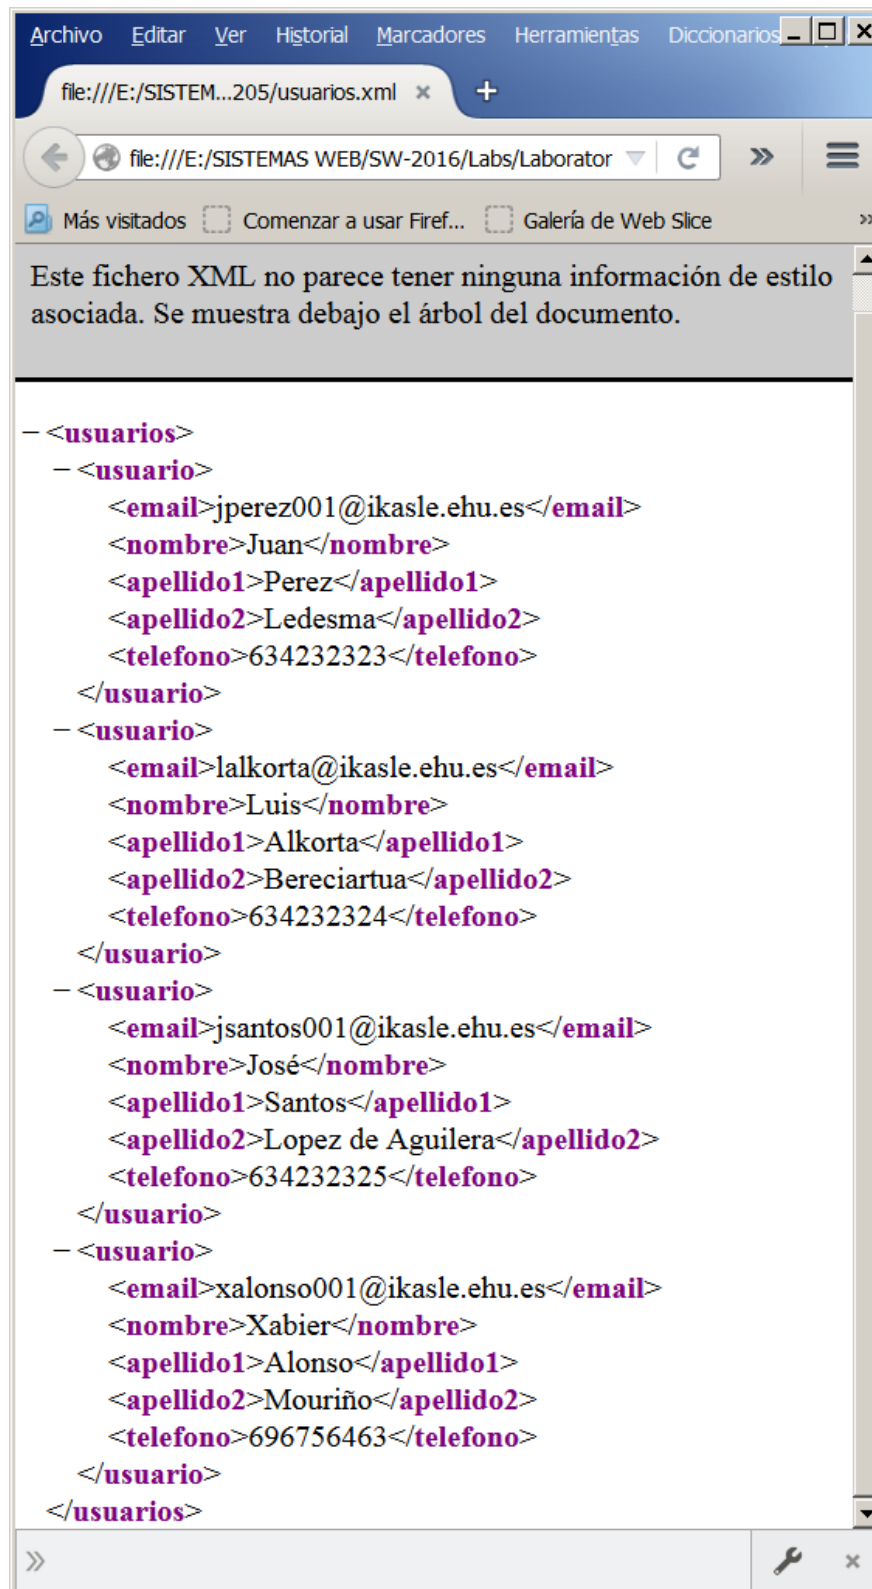 Archivo Editar Ver Historial Marcadores Herramientas Diccionarios
file:///E:/SISTEM...205/usuarios.xml
file:///E:/SISTEMAS WEB/SW-2016/Labs/Laborator
Más visitados Comenzar a usar Firef... Galería de Web Slice
Este fichero XML no parece tener ninguna información de estilo
asociada. Se muestra debajo el árbol del documento.
– <usuarios>
– <usuario>
<email>jperez001@ikasle.ehu.es</email>
<nombre>Juan</nombre>
<apellido1>Perez</apellido1>
<apellido2>Ledesma</apellido2>
<telefono>634232323</telefono>
</usuario>
– <usuario>
<email>lalkorta@ikasle.ehu.es</email>
<nombre>Luis</nombre>
<apellido1>Alkorta</apellido1>
<apellido2>Bereciartua</apellido2>
<telefono>634232324</telefono>
</usuario>
– <usuario>
<email>jsantos001@ikasle.ehu.es</email>
<nombre>José</nombre>
<apellido1>Santos</apellido1>
<apellido2>Lopez de Aguilera</apellido2>
<telefono>634232325</telefono>
</usuario>
– <usuario>
<email>xalonso001@ikasle.ehu.es</email>
<nombre>Xabier</nombre>
<apellido1>Alonso</apellido1>
<apellido2>Mouriño</apellido2>
<telefono>696756463</telefono>
</usuario>
</usuarios>